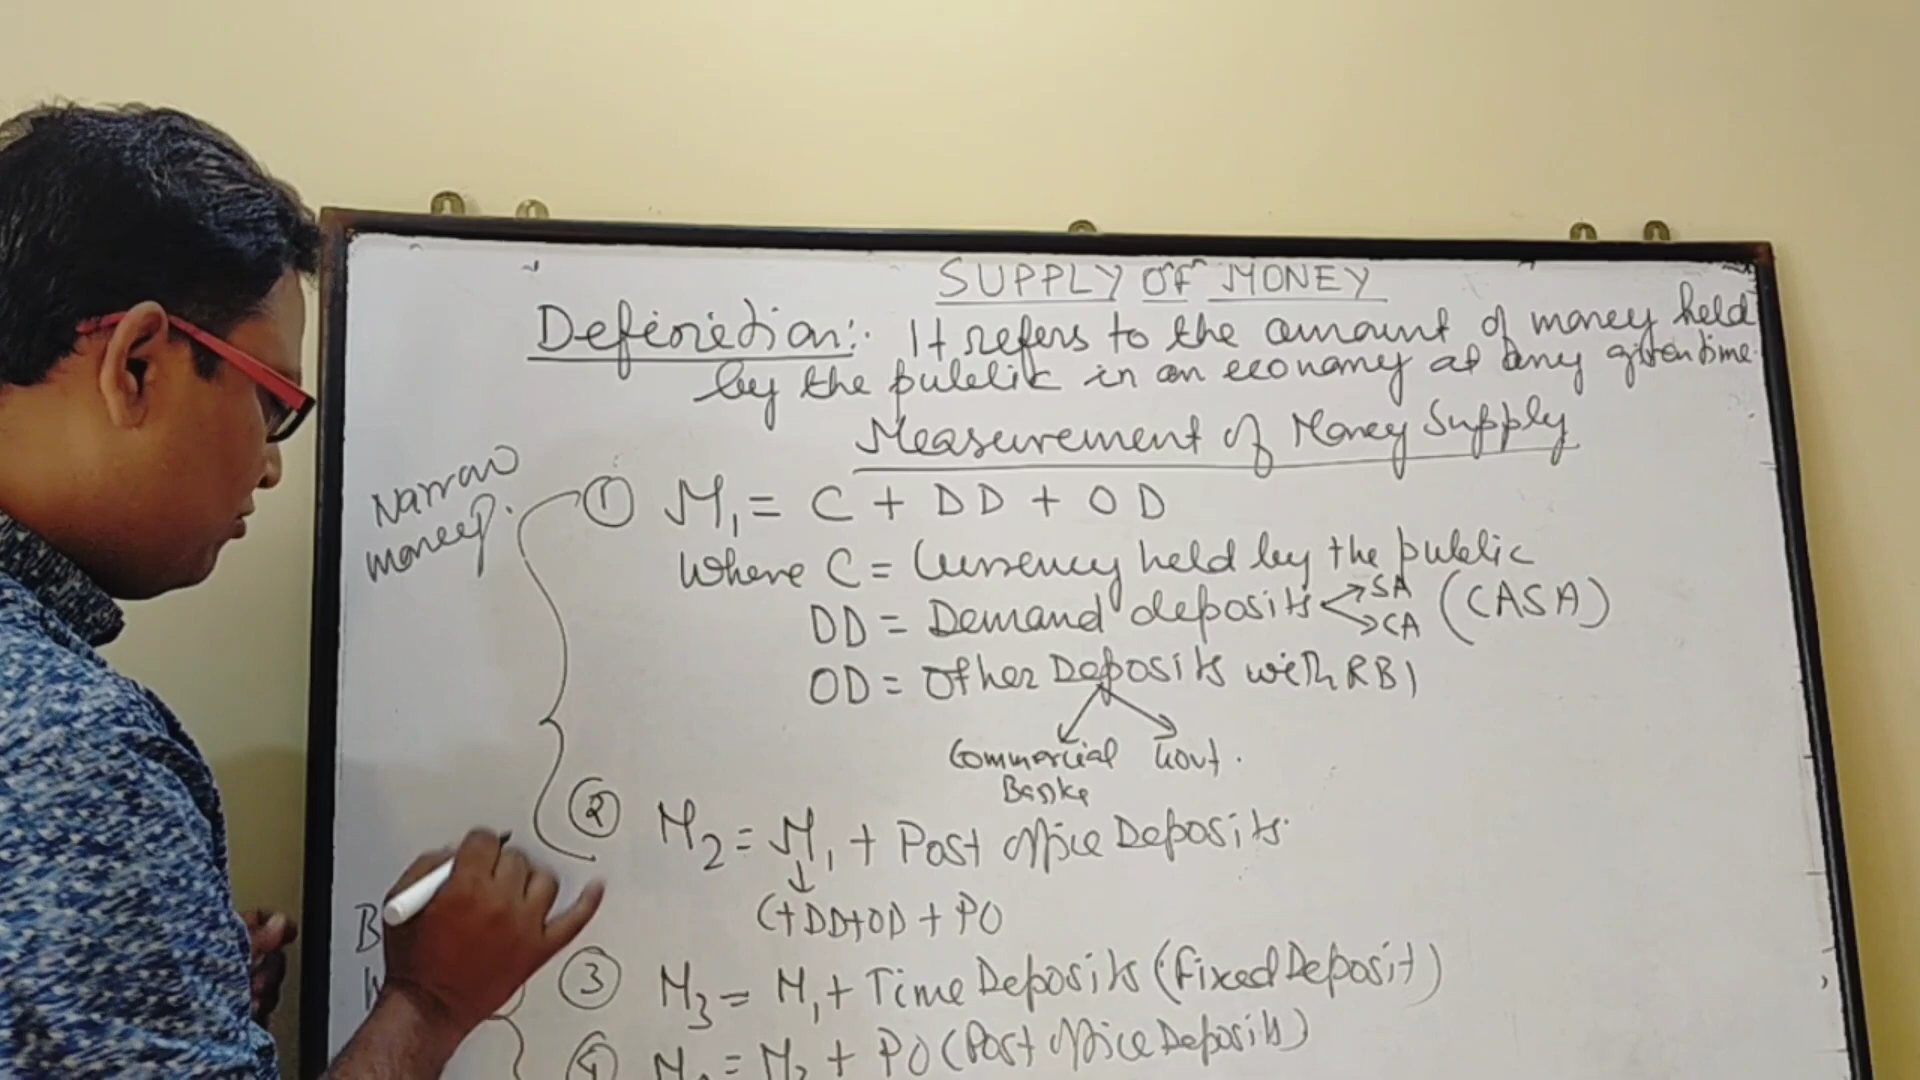 SUPPLY OF MONEY
Definition:- It refers to the amount of money held
by the public in an economy at any given time.
Measurement of Money Supply
Narrow
money.
① M₁ = C + DD + OD
Where C = Currency held by the public
DD = Demand deposits SA CA (CASA)
OD = Other Deposits with RBI
Commercial Banks
Govt.
② M₂ = M₁ + Post Office Deposits.
C+DD+OD + PO
③ M₃ = M₁ + Time Deposits (Fixed Deposit)
④ = + PO (Post Office Deposits)